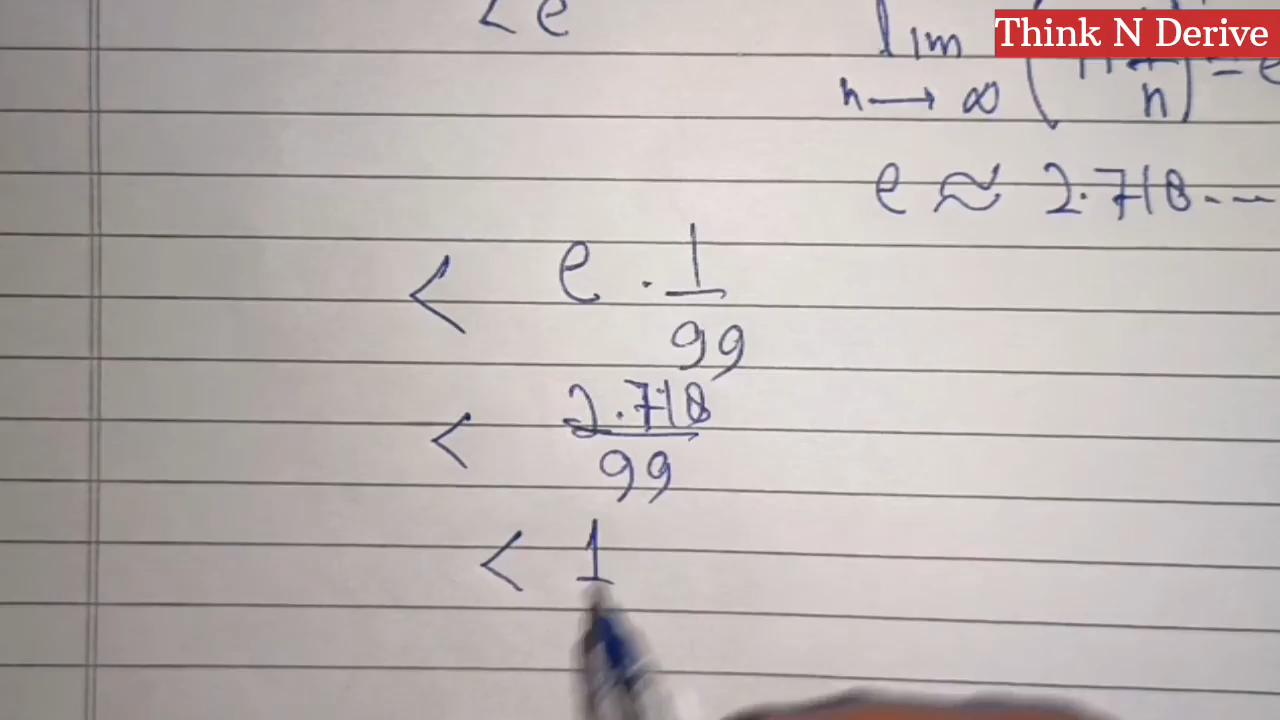 Think N Derive
< e
lim
n → ∞ ( n ) = e
e ≈ 2.718...
< e . 1
99
< 2.718
99
< 1